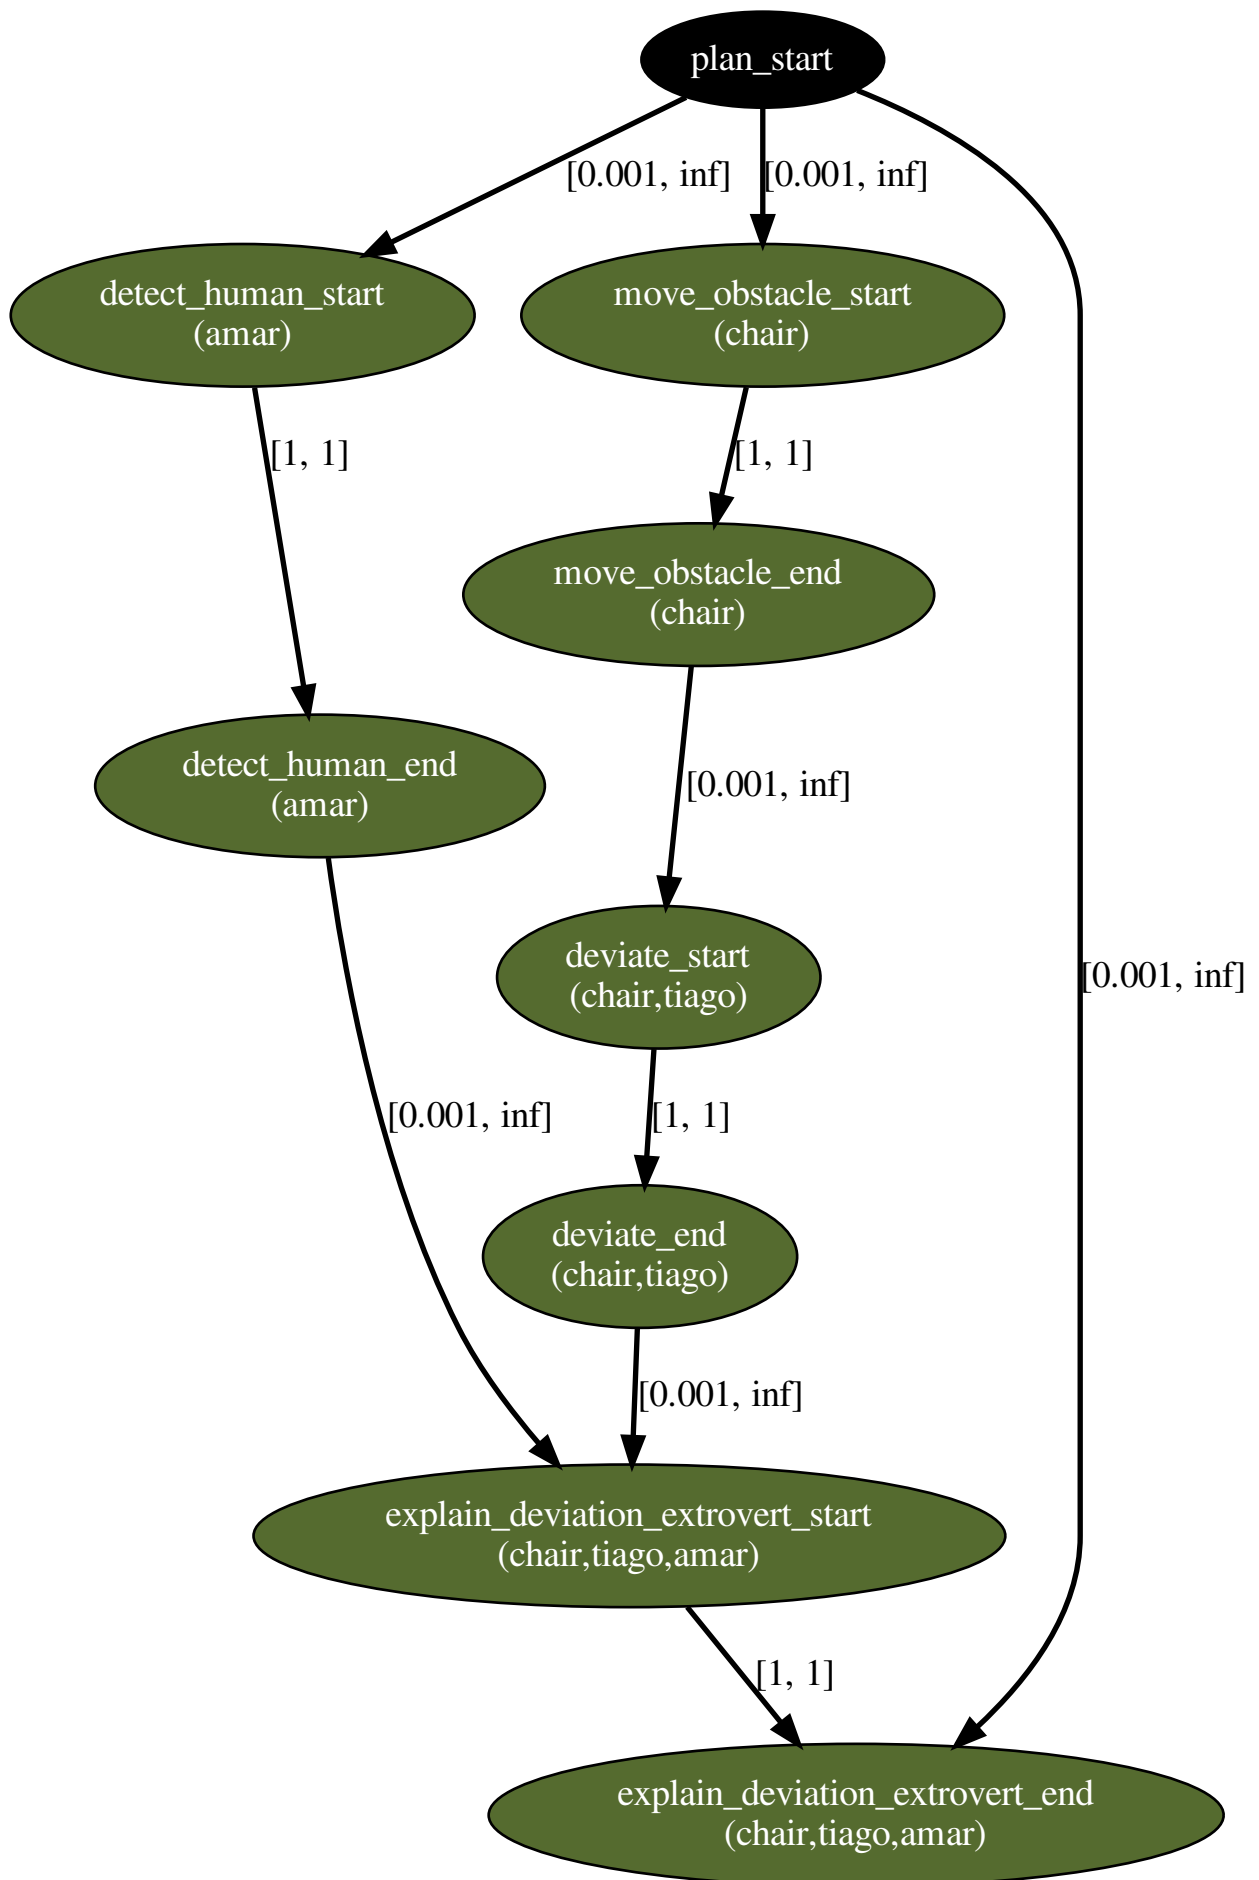 plan_start
[0.001, inf]
[0.001, inf]
detect_human_start
(amar)
move_obstacle_start
(chair)
[1, 1]
[1, 1]
move_obstacle_end
(chair)
detect_human_end
(amar)
[0.001, inf]
deviate_start
(chair,tiago)
[0.001, inf]
[0.001, inf]
[1, 1]
deviate_end
(chair,tiago)
[0.001, inf]
explain_deviation_extrovert_start
(chair,tiago,amar)
[1, 1]
explain_deviation_extrovert_end
(chair,tiago,amar)